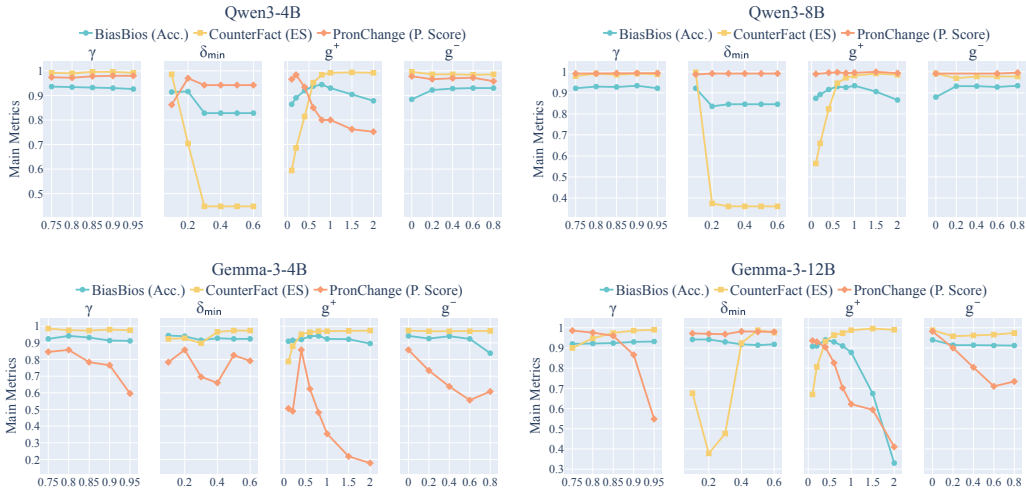 Qwen3-4B
BiasBios (Acc.) CounterFact (ES) PronChange (P. Score)
γ δmin g⁺ g⁻
Main Metrics
1
0.9
0.8
0.7
0.6
0.5
0.75 0.8 0.85 0.9 0.95 0.2 0.4 0.6 0 0.5 1 1.5 2 0 0.2 0.4 0.6 0.8
Qwen3-8B
BiasBios (Acc.) CounterFact (ES) PronChange (P. Score)
γ δmin g⁺ g⁻
Main Metrics
1
0.9
0.8
0.7
0.6
0.5
0.4
0.75 0.8 0.85 0.9 0.95 0.2 0.4 0.6 0 0.5 1 1.5 2 0 0.2 0.4 0.6 0.8
Gemma-3-4B
BiasBios (Acc.) CounterFact (ES) PronChange (P. Score)
γ δmin g⁺ g⁻
Main Metrics
1
0.9
0.8
0.7
0.6
0.5
0.4
0.3
0.2
0.75 0.8 0.85 0.9 0.95 0.2 0.4 0.6 0 0.5 1 1.5 2 0 0.2 0.4 0.6 0.8
Gemma-3-12B
BiasBios (Acc.) CounterFact (ES) PronChange (P. Score)
γ δmin g⁺ g⁻
Main Metrics
1
0.9
0.8
0.7
0.6
0.5
0.4
0.3
0.75 0.8 0.85 0.9 0.95 0.2 0.4 0.6 0 0.5 1 1.5 2 0 0.2 0.4 0.6 0.8